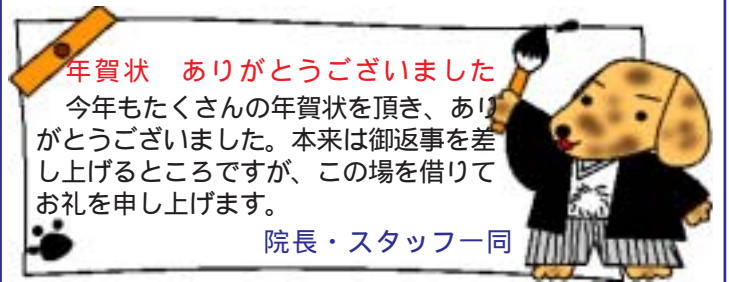 年賀状　ありがとうございました
　今年もたくさんの年賀状を頂き、あり
がとうございました。本来は御返事を差
し上げるところですが、この場を借りて
お礼を申し上げます。
院長・スタッフ一同